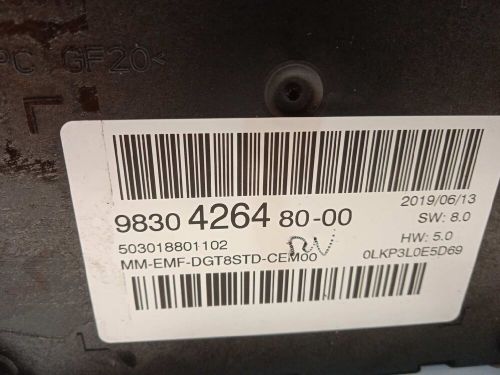 PC GF20<
2019/06/13
9830 4264 80-00
SW: 8.0
503018801102
HW: 5.0
MM-EMF-DGT8STD-CEM00
0LKP3L0E5D69